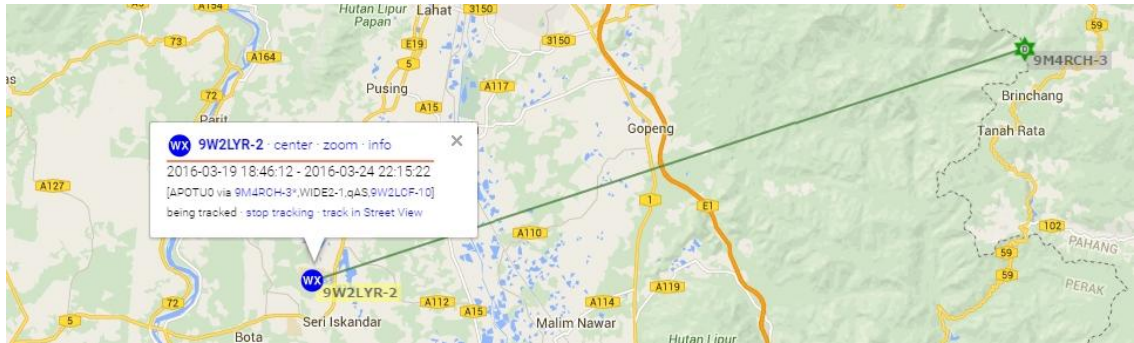 Hutan Lipur
Papan
Lahat
3150
A154
73
E19
3150
59
A164
5
9M4RCH-3
as
Pusing
A117
72
A15
Brinchang
Parit
Gopeng
Tanah Rata
WX 9W2LYR-2 · center · zoom · info
2016-03-19 18:46:12 - 2016-03-24 22:15:22
[APOTU0 via 9M4RCH-3*,WIDE2-1,qAS,9W2LOF-10]
being tracked · stop tracking · track in Street View
A127
1
E1
A110
102
PAHANG
59
WX
9W2LYR-2
A119
59
PERAK
72
A112
A15
A114
5
Seri Iskandar
Malim Nawar
Bota
Hutan Lipur